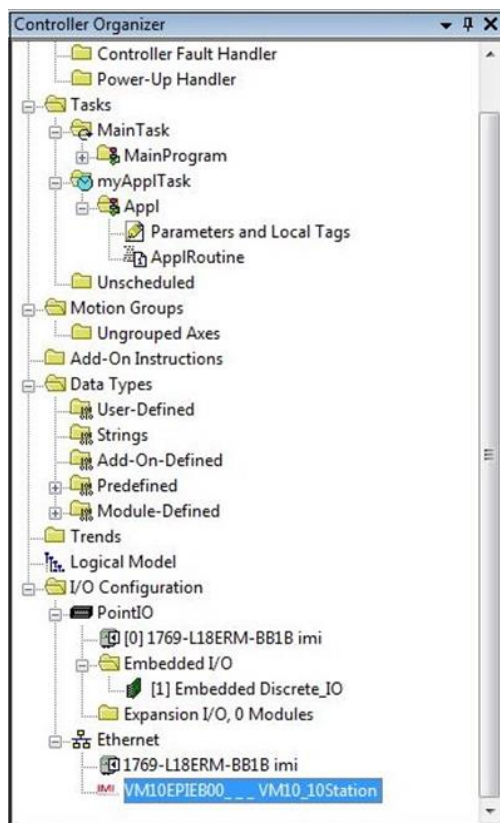 Controller Organizer
Controller Fault Handler
Power-Up Handler
Tasks
MainTask
MainProgram
myApplTask
Appl
Parameters and Local Tags
ApplRoutine
Unscheduled
Motion Groups
Ungrouped Axes
Add-On Instructions
Data Types
User-Defined
Strings
Add-On-Defined
Predefined
Module-Defined
Trends
Logical Model
I/O Configuration
PointIO
[0] 1769-L18ERM-BB1B imi
Embedded I/O
[1] Embedded Discrete_IO
Expansion I/O, 0 Modules
Ethernet
1769-L18ERM-BB1B imi
IMI VM10EPIEB00_ _ _ VM10_10Station